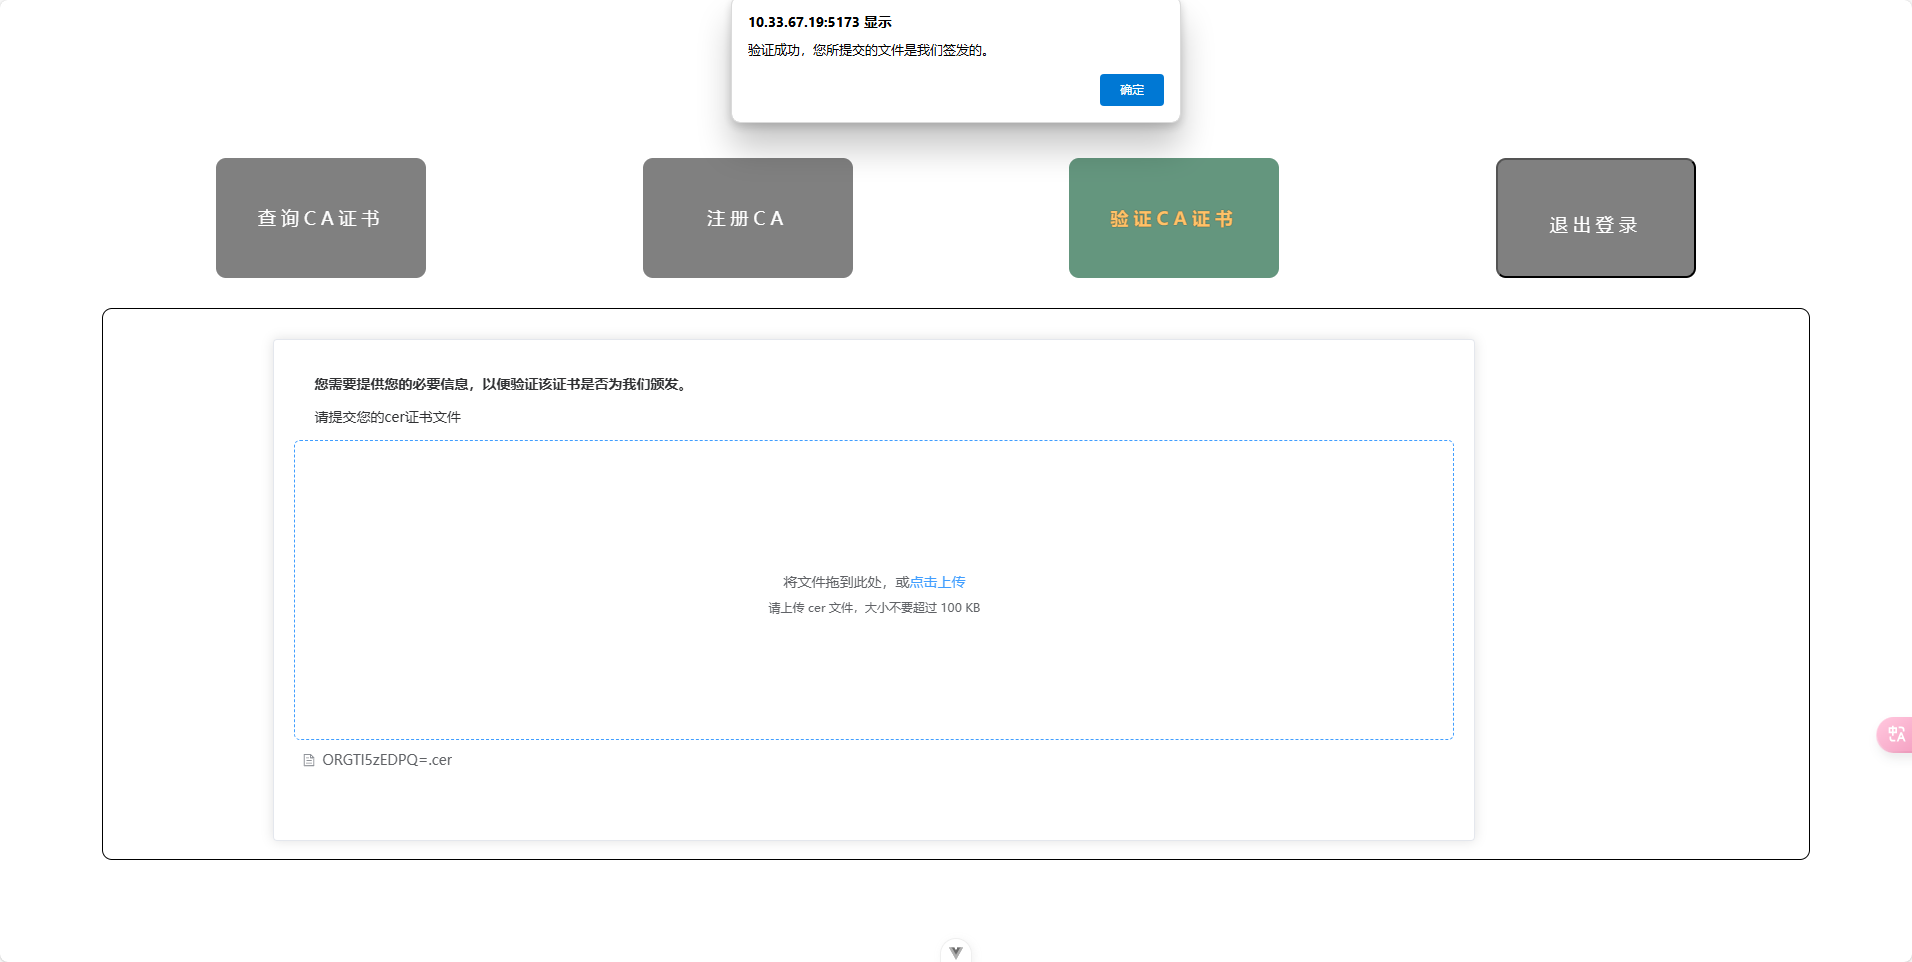 10.33.67.19:5173 显示
验证成功，您所提交的文件是我们签发的。
确定
查询CA证书
注册CA
验证CA证书
退出登录
您需要提供您的必要信息，以便验证该证书是否为我们颁发。
请提交您的cer证书文件
将文件拖到此处，或点击上传
请上传 cer 文件，大小不要超过 100 KB
ORGTI5zEDPQ=.cer